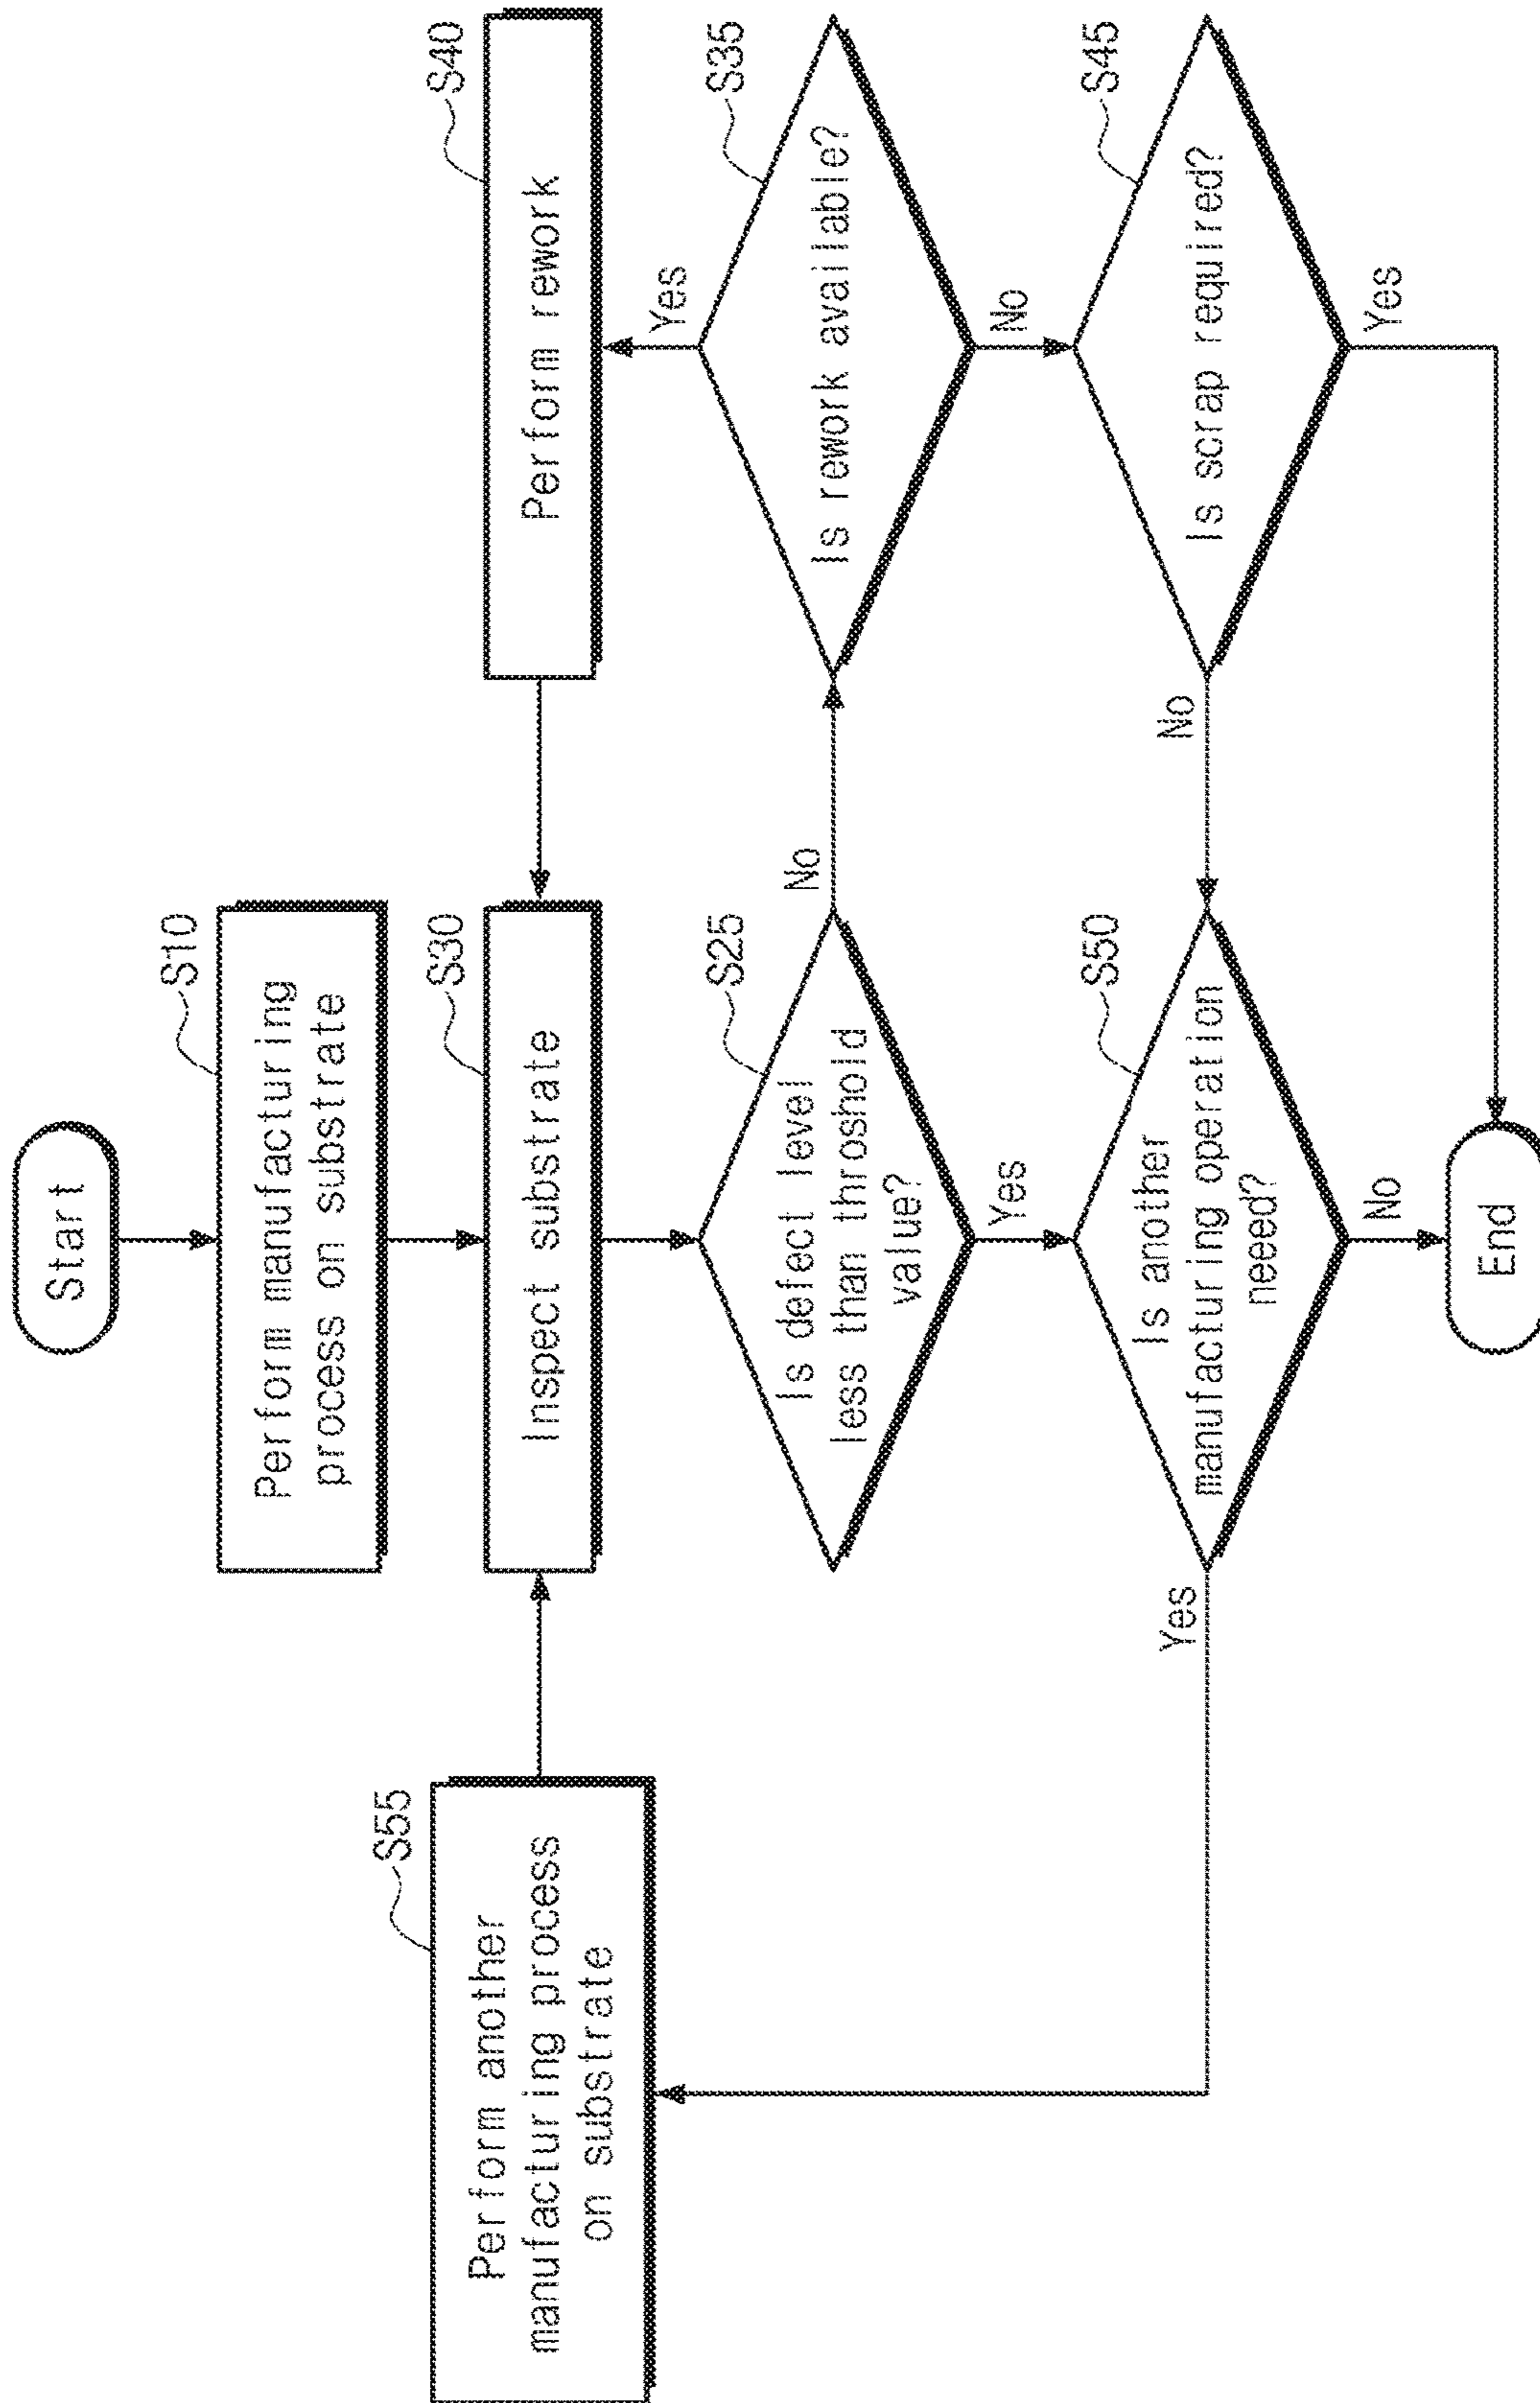 Start
S10
Perform manufacturing
process on substrate
S55
Perform another
manufacturing process
on substrate
S30
Inspect substrate
S40
Perform rework
S25
Is defect level
less than throshold
value?
No
S35
Is rework available?
Yes
Yes
No
S50
Is another
manufacturing operation
neeed?
Yes
No
S45
Is scrap required?
No
Yes
End